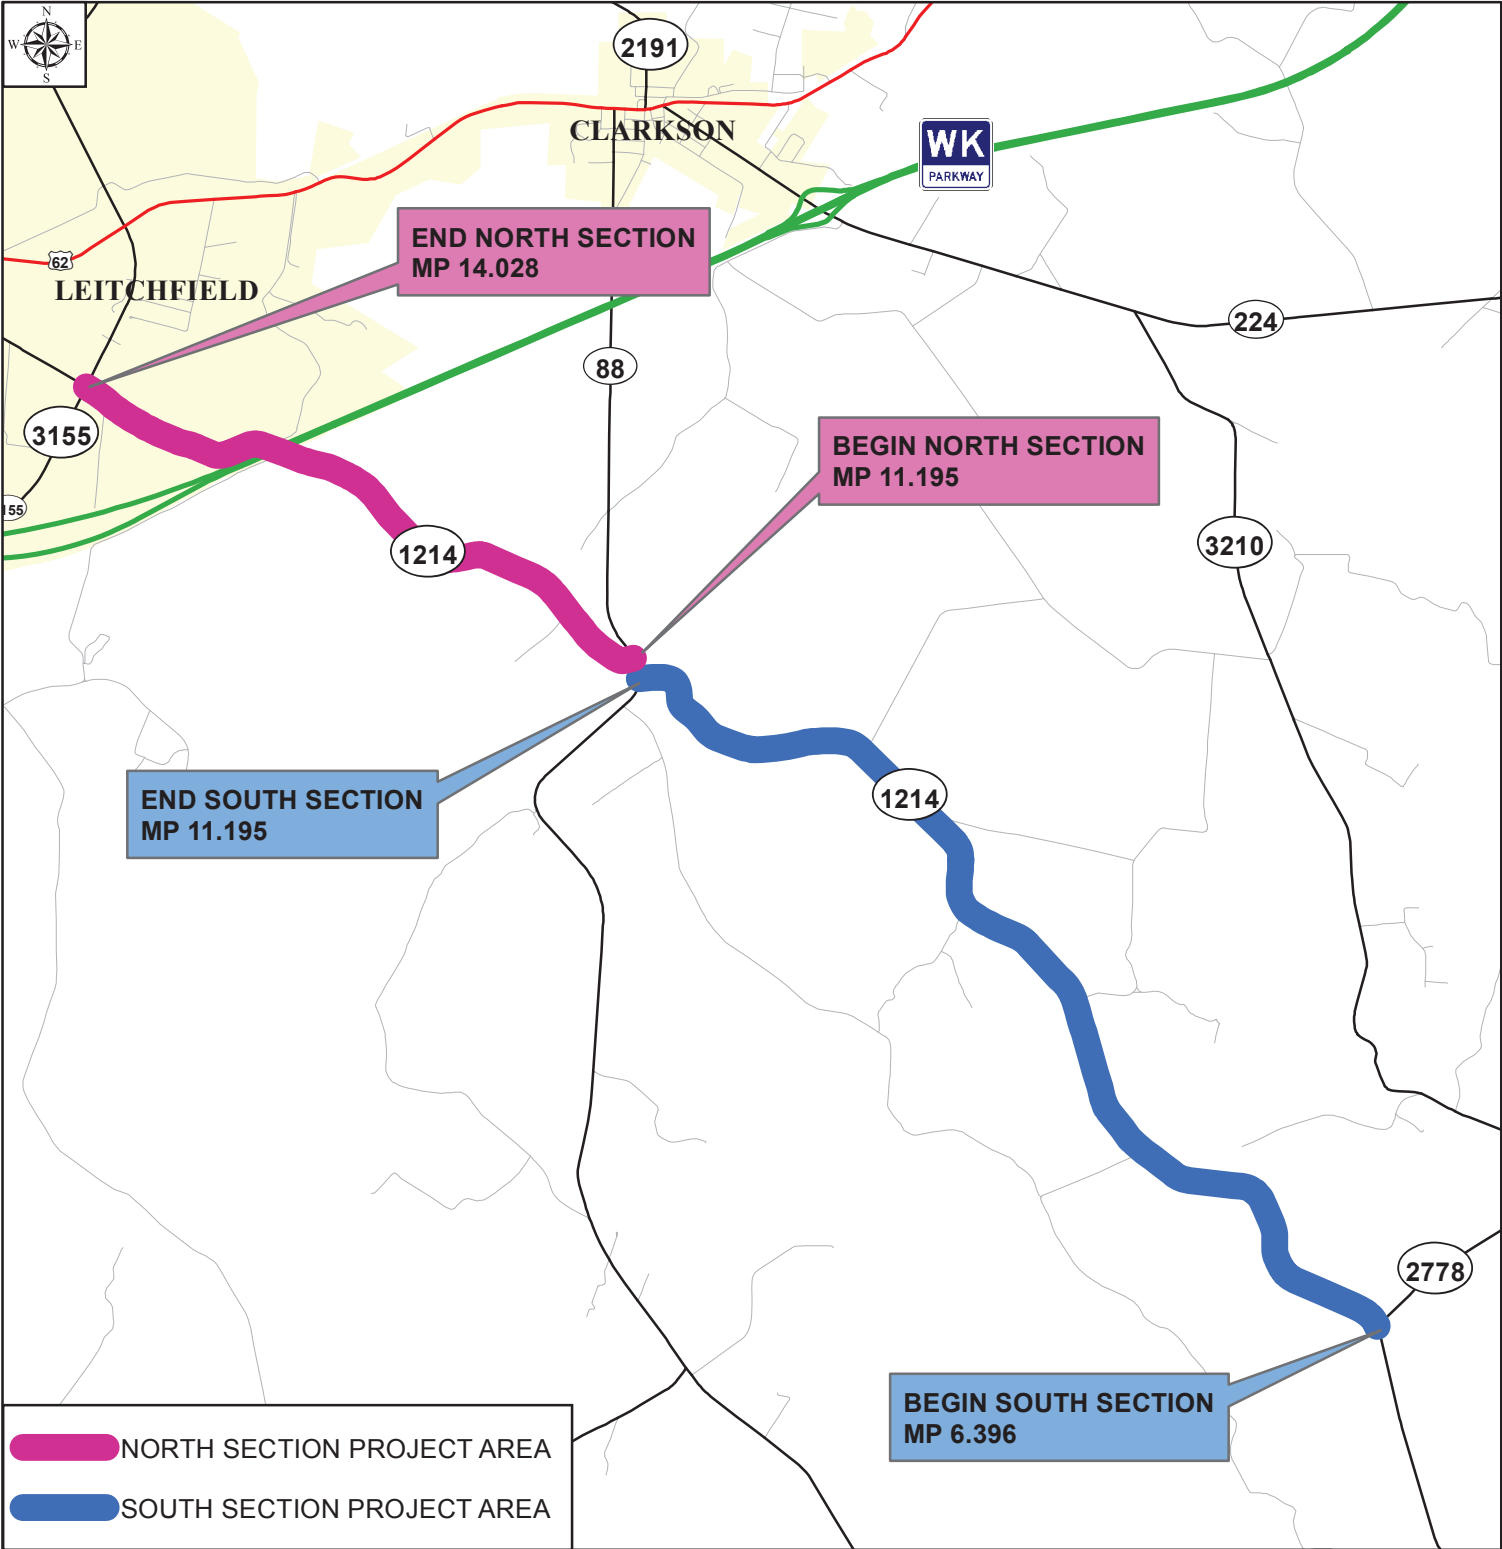 N
W E
S
2191
CLARKSON
WK
PARKWAY
END NORTH SECTION
MP 14.028
62
LEITCHFIELD
224
88
3155
BEGIN NORTH SECTION
MP 11.195
155
1214
3210
END SOUTH SECTION
MP 11.195
1214
2778
BEGIN SOUTH SECTION
MP 6.396
NORTH SECTION PROJECT AREA
SOUTH SECTION PROJECT AREA